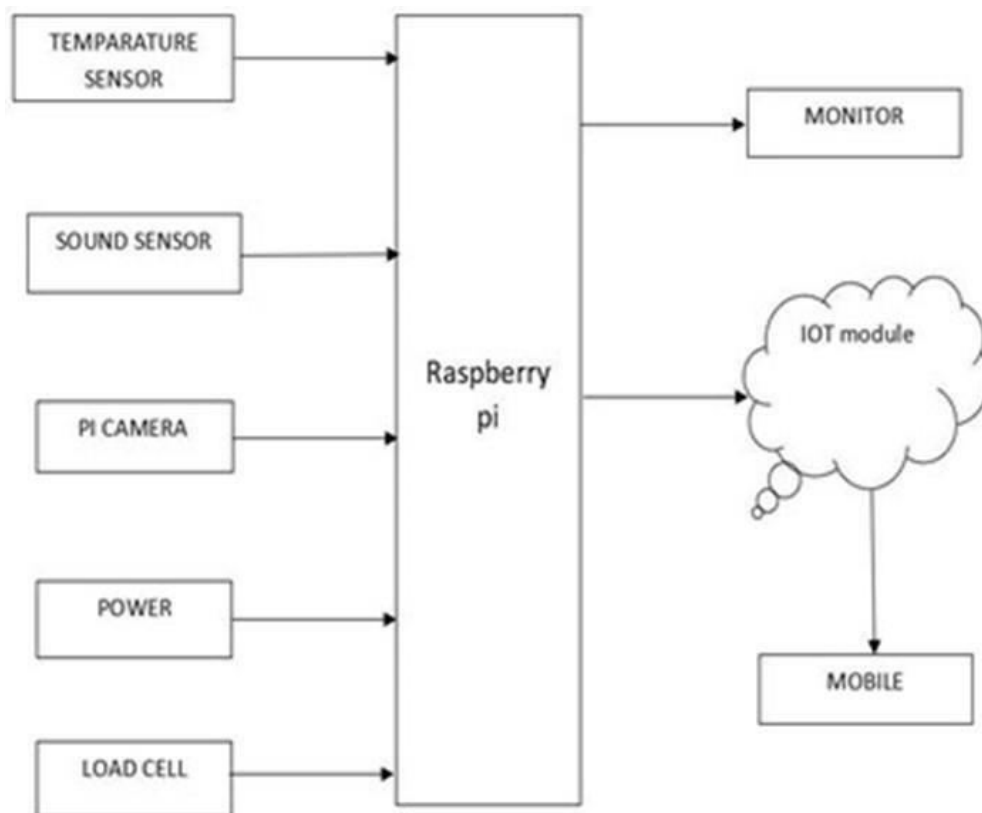 TEMPARATURE
SENSOR
SOUND SENSOR
PI CAMERA
POWER
LOAD CELL
Raspberry
pi
MONITOR
IOT module
MOBILE